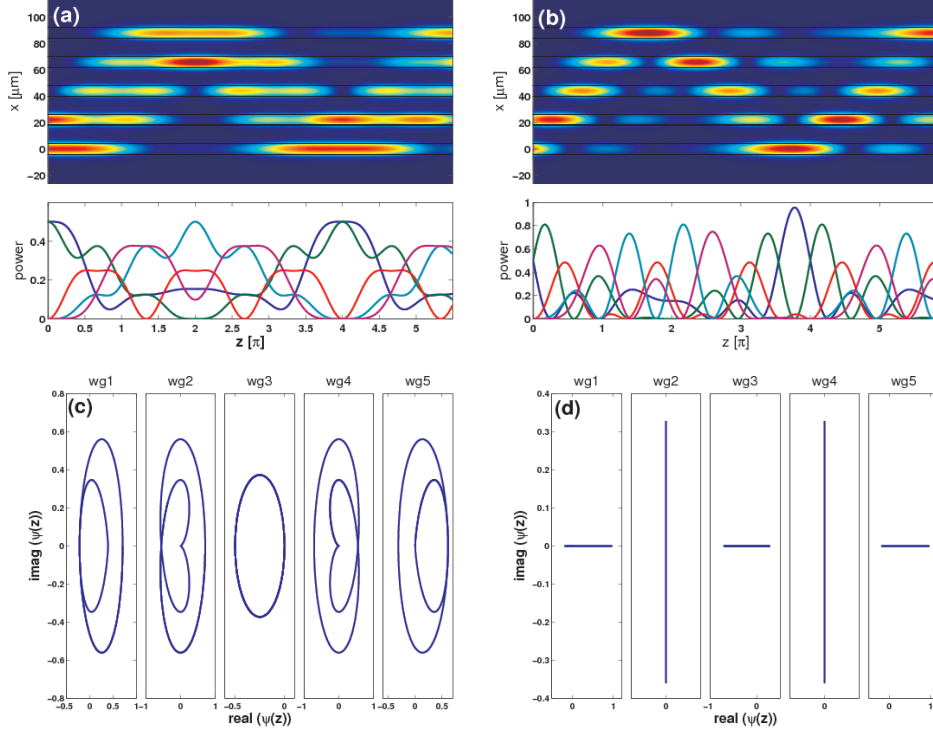 (a)
x [μm]
100
80
60
40
20
0
−20
power
0.4
0.2
0
0 0.5 1 1.5 2 2.5 3 3.5 4 4.5 5
z [π]
(b)
x [μm]
100
80
60
40
20
0
−20
power
1
0.8
0.6
0.4
0.2
0
0 1 2 3 4 5
z [π]
wg1 wg2 wg3 wg4 wg5
(c)
imag (ψ(z))
0.8
0.6
0.4
0.2
0
−0.2
−0.4
−0.6
−0.8
−0.5 0 0.5 1 −1 0 1 −0.5 0 −1 0 1 −0.5 0 0.5
real (ψ(z))
wg1 wg2 wg3 wg4 wg5
(d)
imag (ψ(z))
0.4
0.3
0.2
0.1
0
−0.1
−0.2
−0.3
−0.4
0 1 0 −1 0 1 0 0 1
real (ψ(z))